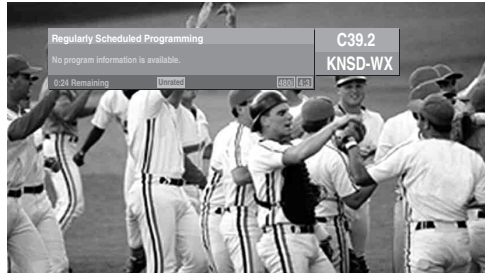 Regularly Scheduled Programming
C39.2
No program information is available.
KNSD-WX
0:24 Remaining Unrated 480i 4:3